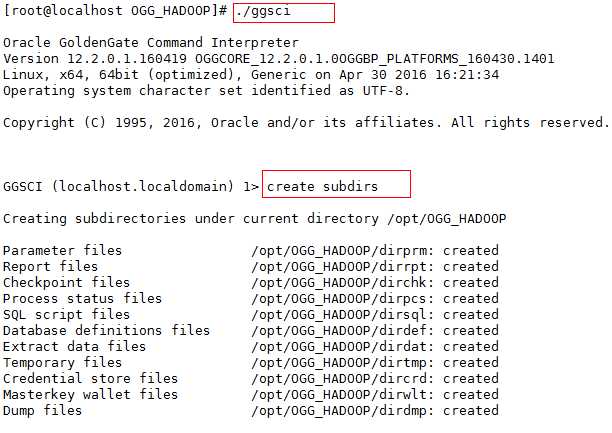 [root@localhost OGG_HADOOP]# ./ggsci
Oracle GoldenGate Command Interpreter
Version 12.2.0.1.160419 OGGCORE_12.2.0.1.0OGGBP_PLATFORMS_160430.1401
Linux, x64, 64bit (optimized), Generic on Apr 30 2016 16:21:34
Operating system character set identified as UTF-8.
Copyright (C) 1995, 2016, Oracle and/or its affiliates. All rights reserved.
GGSCI (localhost.localdomain) 1> create subdirs
Creating subdirectories under current directory /opt/OGG_HADOOP
Parameter files /opt/OGG_HADOOP/dirprm: created
Report files /opt/OGG_HADOOP/dirrpt: created
Checkpoint files /opt/OGG_HADOOP/dirchk: created
Process status files /opt/OGG_HADOOP/dirpcs: created
SQL script files /opt/OGG_HADOOP/dirsql: created
Database definitions files /opt/OGG_HADOOP/dirdef: created
Extract data files /opt/OGG_HADOOP/dirdat: created
Temporary files /opt/OGG_HADOOP/dirtmp: created
Credential store files /opt/OGG_HADOOP/dircrd: created
Masterkey wallet files /opt/OGG_HADOOP/dirwlt: created
Dump files /opt/OGG_HADOOP/dirdmp: created